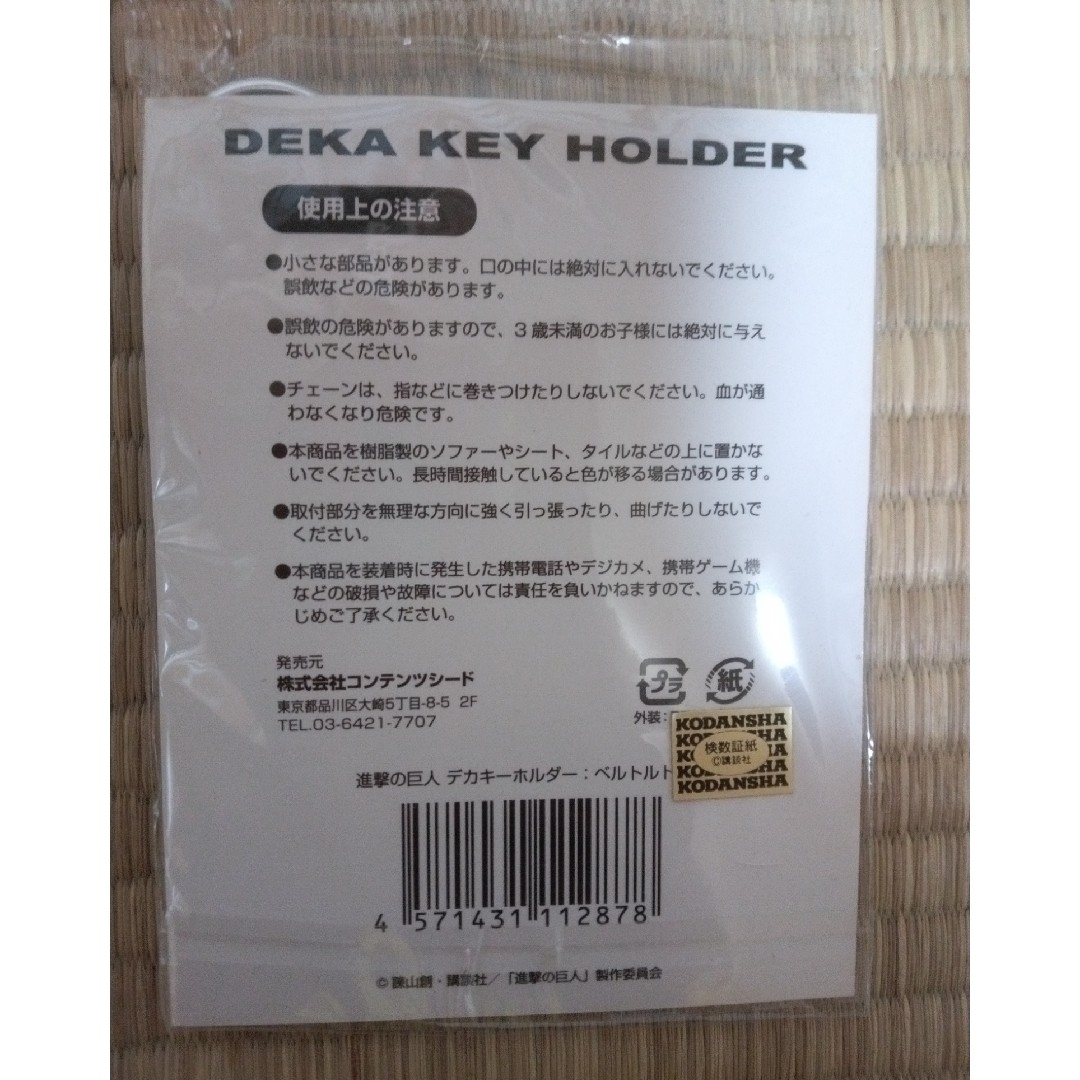 DEKA KEY HOLDER
使用上の注意
●小さな部品があります。口の中には絶対に入れないでください。
誤飲などの危険があります。
●誤飲の危険がありますので、3歳未満のお子様には絶対に与え
ないでください。
●チェーンは、指などに巻きつけたりしないでください。血が通
わなくなり危険です。
●本商品を樹脂製のソファーやシート、タイルなどの上に置かな
いでください。長時間接触していると色が移る場合があります。
●取付部分を無理な方向に強く引っ張ったり、曲げたりしないで
ください。
●本商品を装着時に発生した携帯電話やデジカメ、携帯ゲーム機
などの破損や故障については責任を負いかねますので、あらか
じめご了承ください。
発売元
株式会社コンテンツシード
東京都品川区大崎5丁目-8-5 2F
TEL.03-6421-7707
プラ
紙
外装:
KODANSHA
検数証紙
©講談社
KODANSHA
進撃の巨人 デカキーホルダー:ベルトルト
4 571431 112878
©諫山創・講談社/「進撃の巨人」製作委員会